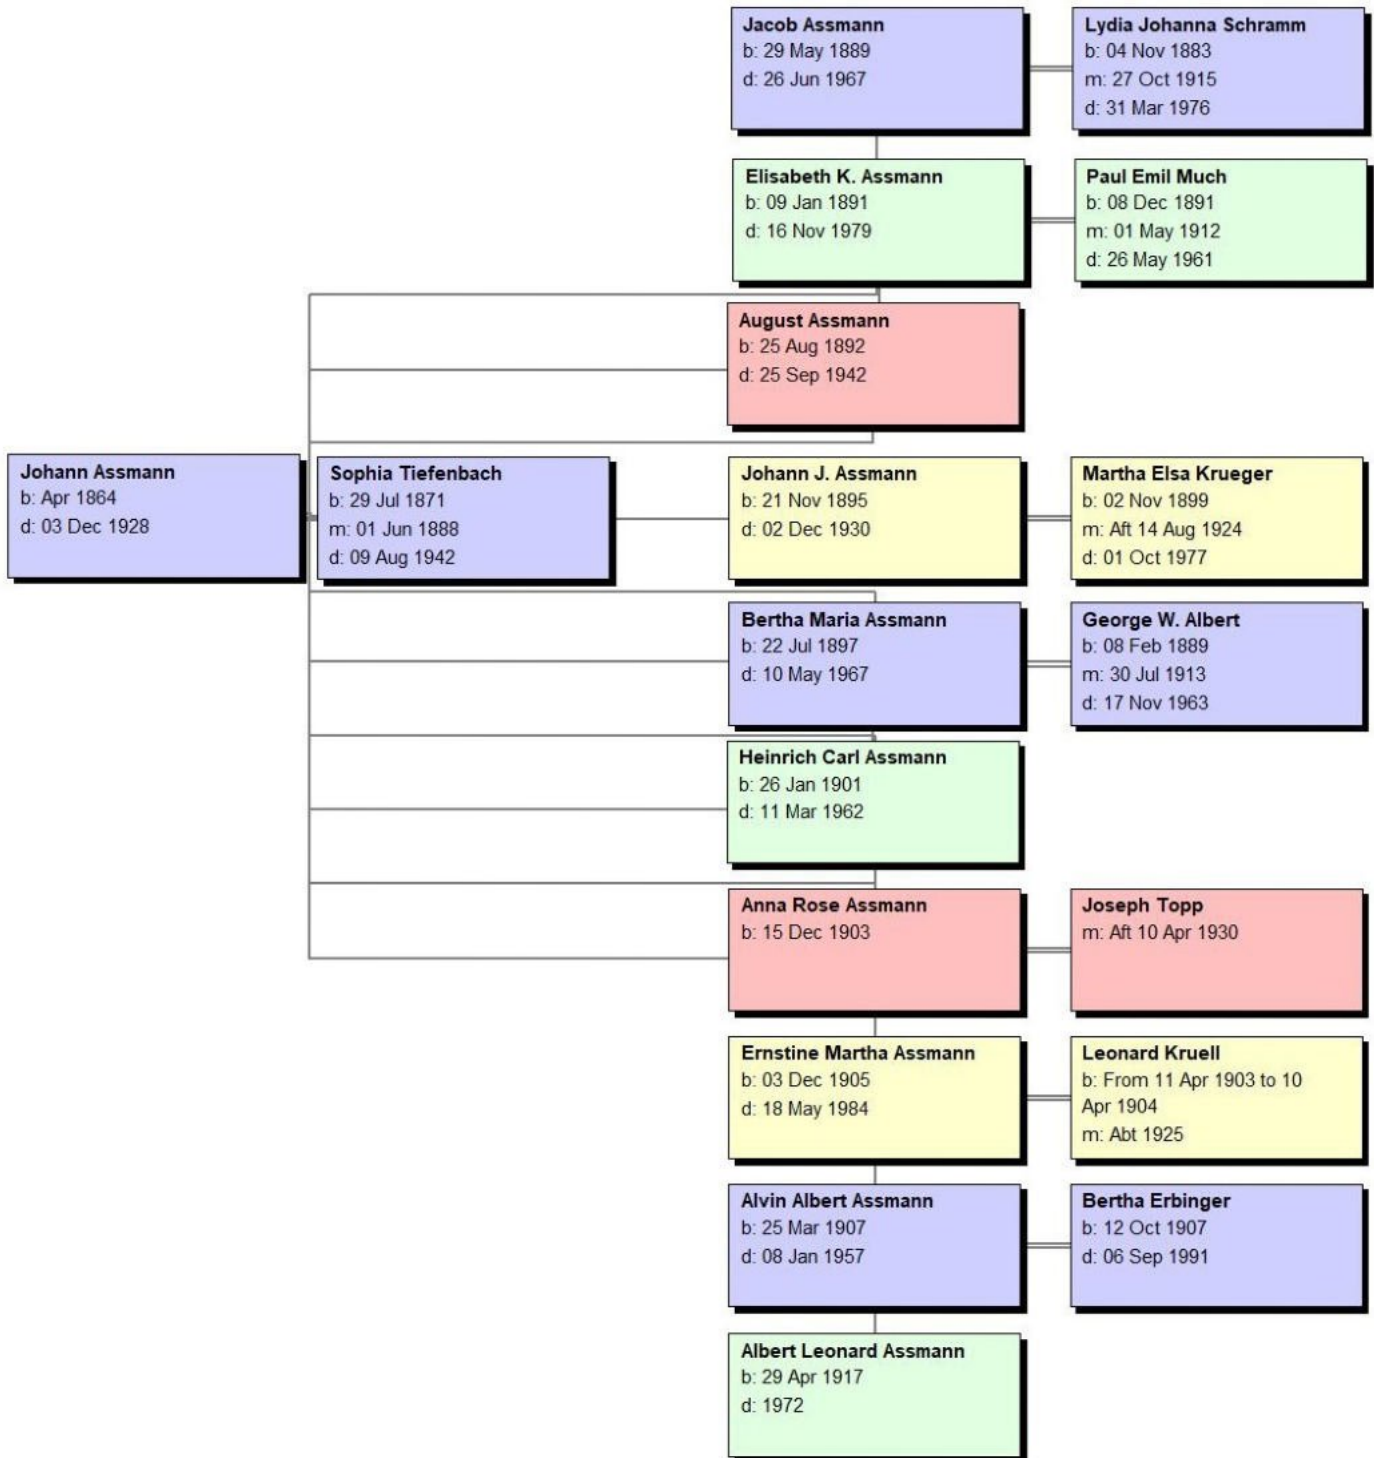 Jacob Assmann
b: 29 May 1889
d: 26 Jun 1967
Lydia Johanna Schramm
b: 04 Nov 1883
m: 27 Oct 1915
d: 31 Mar 1976
Elisabeth K. Assmann
b: 09 Jan 1891
d: 16 Nov 1979
Paul Emil Much
b: 08 Dec 1891
m: 01 May 1912
d: 26 May 1961
August Assmann
b: 25 Aug 1892
d: 25 Sep 1942
Johann Assmann
b: Apr 1864
d: 03 Dec 1928
Sophia Tiefenbach
b: 29 Jul 1871
m: 01 Jun 1888
d: 09 Aug 1942
Johann J. Assmann
b: 21 Nov 1895
d: 02 Dec 1930
Martha Elsa Krueger
b: 02 Nov 1899
m: Aft 14 Aug 1924
d: 01 Oct 1977
Bertha Maria Assmann
b: 22 Jul 1897
d: 10 May 1967
George W. Albert
b: 08 Feb 1889
m: 30 Jul 1913
d: 17 Nov 1963
Heinrich Carl Assmann
b: 26 Jan 1901
d: 11 Mar 1962
Anna Rose Assmann
b: 15 Dec 1903
Joseph Topp
m: Aft 10 Apr 1930
Ernstine Martha Assmann
b: 03 Dec 1905
d: 18 May 1984
Leonard Kruell
b: From 11 Apr 1903 to 10
Apr 1904
m: Abt 1925
Alvin Albert Assmann
b: 25 Mar 1907
d: 08 Jan 1957
Bertha Erbinger
b: 12 Oct 1907
d: 06 Sep 1991
Albert Leonard Assmann
b: 29 Apr 1917
d: 1972